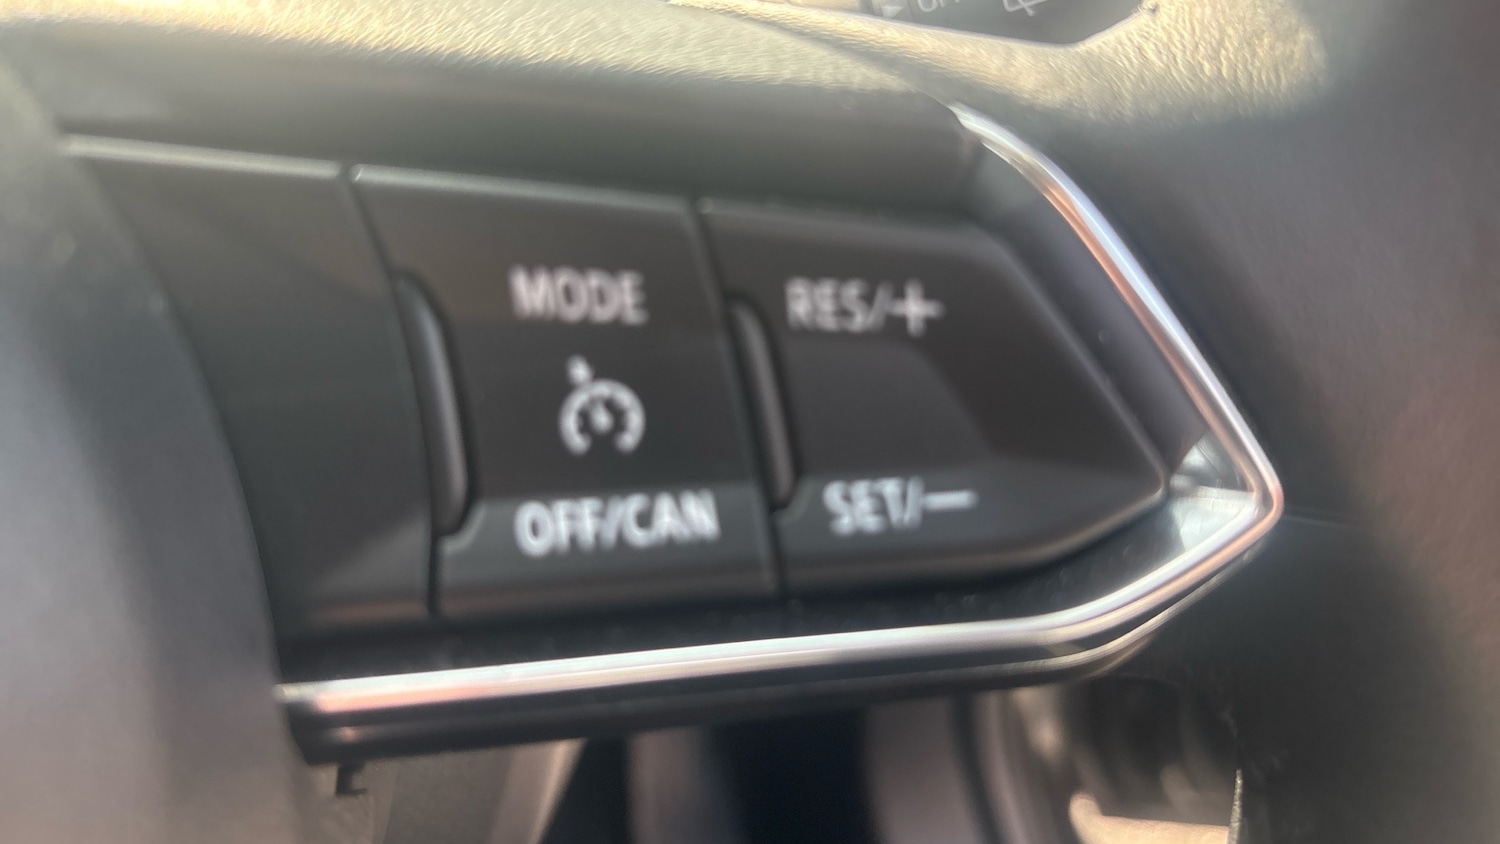 MODE
RES/+
OFF/CAN
SET/—